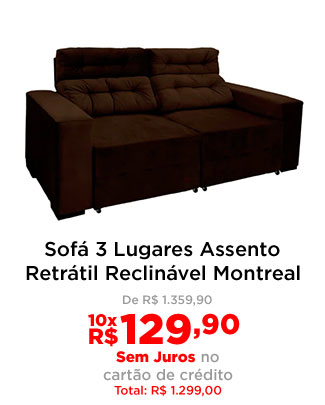 Sofá 3 Lugares Assento
Retrátil Reclinável Montreal
De R$ 1.359,90
10x R$ 129,90
Sem Juros no
cartão de crédito
Total: R$ 1.299,00